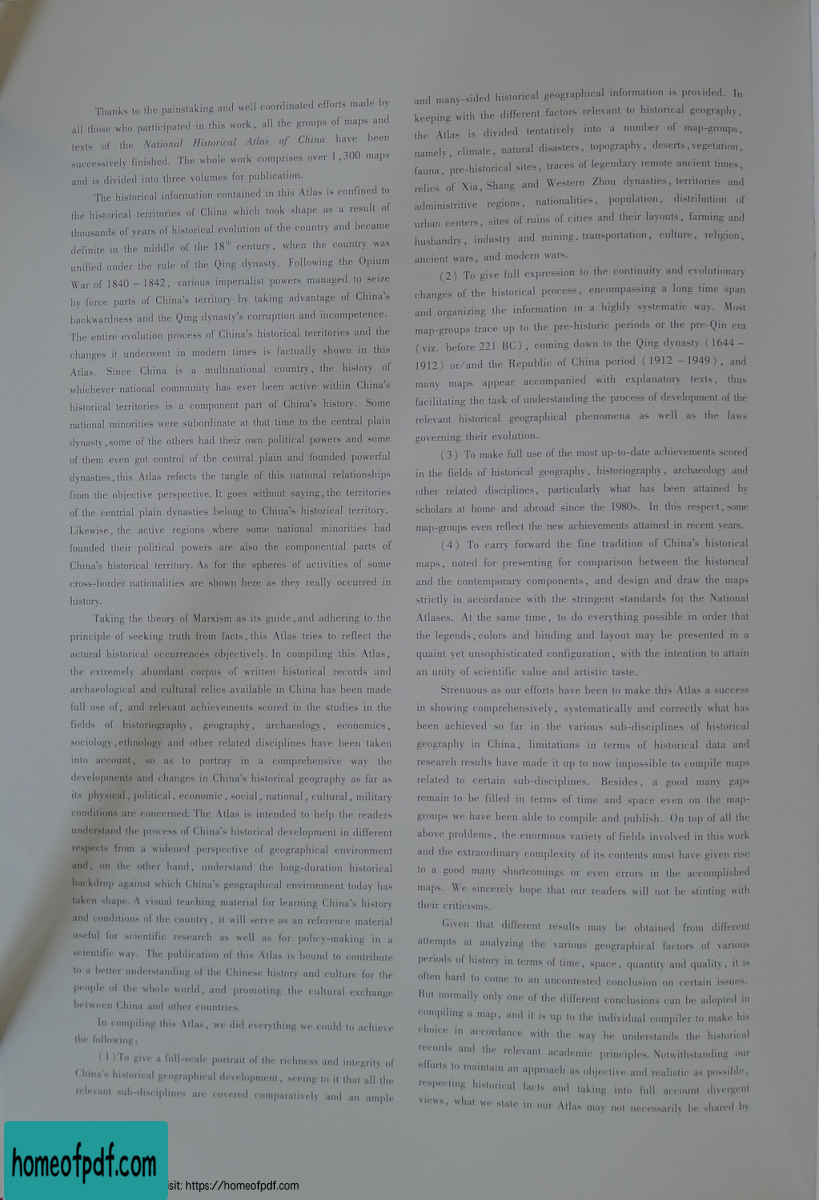 Thanks to the painstaking and well coordinated efforts made by
all those who participated in this work, all the groups of maps and
texts of the National Historical Atlas of China have been
successively finished. The whole work comprises over 1,300 maps
and is divided into three volumes for publication.
The historical information contained in this Atlas is confined to
the historical territories of China which took shape as a result of
thousands of years of historical evolution of the country and became
definite in the middle of the 18th century, when the country was
unified under the rule of the Qing dynasty. Following the Opium
War of 1840 – 1842, various imperialist powers managed to seize
by force parts of China's territory by taking advantage of China's
backwardness and the Qing dynasty's corruption and incompetence.
The entire evolution process of China's historical territories and the
changes it underwent in modern times is factually shown in this
Atlas. Since China is a multinational country, the history of
whichever national community has ever been active within China's
historical territories is a component part of China's history. Some
national minorities were subordinate at that time to the central plain
dynasty, some of the others had their own political powers and some
of them even got control of the central plain and founded powerful
dynasties, this Atlas refects the tangle of this national relationships
from the objective perspective. It goes without saying, the territories
of the centrial plain dynasties belong to China's historical territory.
Likewise, the active regions where some national minorities had
founded their political powers are also the componential parts of
China's historical territory. As for the spheres of activities of some
cross-border nationalities are shown here as they really occurred in
history.
Taking the theory of Marxism as its guide, and adhering to the
principle of seeking truth from facts, this Atlas tries to reflect the
actural historical occurrences objectively. In compiling this Atlas,
the extremely abundant corpus of written historical records and
archaeological and cultural relics available in China has been made
full use of, and relevant achievements scored in the studies in the
fields of historiography, geography, archaeology, economics,
sociology, ethnology and other related disciplines have been taken
into account, so as to portray in a comprehensive way the
developments and changes in China's historical geography as far as
its physical, political, economic, social, national, cultural, military
conditions are concerned. The Atlas is intended to help the readers
understand the process of China's historical development in different
respects from a widened perspective of geographical environment
and, on the other hand, understand the long-duration historical
backdrop against which China's geographical environment today has
taken shape. A visual teaching material for learning China's history
and conditions of the country, it will serve as an reference material
useful for scientific research as well as for policy-making in a
scientific way. The publication of this Atlas is bound to contribute
to a better understanding of the Chinese history and culture for the
people of the whole world, and promoting the cultural exchange
between China and other countries.
In compiling this Atlas, we did everything we could to achieve
the following:
(1) To give a full-scale portrait of the richness and integrity of
China's historical geographical development, seeing to it that all the
relevant sub-disciplines are covered comparatively and an ample
and many-sided historical geographical information is provided. In
keeping with the different factors relevant to historical geography,
the Atlas is divided tentatively into a number of map-groups,
namely, climate, natural disasters, topography, deserts, vegetation,
fauna, pre-historical sites, traces of legendary remote ancient times,
relics of Xia, Shang and Western Zhou dynasties, territories and
administritive regions, nationalities, population, distribution of
urban centers, sites of ruins of cities and their layouts, farming and
husbandry, industry and mining, transportation, culture, religion,
ancient wars, and modern wars.
(2) To give full expression to the continuity and evolutionary
changes of the historical process, encompassing a long time span
and organizing the information in a highly systematic way. Most
map-groups trace up to the pre-historic periods or the pre-Qin era
(viz. before 221 BC), coming down to the Qing dynasty (1644 –
1912) or/and the Republic of China period (1912 – 1949), and
many maps appear accompanied with explanatory texts, thus
facilitating the task of understanding the process of development of the
relevant historical geographical phenomena as well as the laws
governing their evolution.
(3) To make full use of the most up-to-date achievements scored
in the fields of historical geography, historiography, archaeology and
other related disciplines, particularly what has been attained by
scholars at home and abroad since the 1980s. In this respect, some
map-groups even reflect the new achievements attained in recent years.
(4) To carry forward the fine tradition of China's historical
maps, noted for presenting for comparison between the historical
and the contemporary components, and design and draw the maps
strictly in accordance with the stringent standards for the National
Atlases. At the same time, to do everything possible in order that
the legends, colors and binding and layout may be presented in a
quaint yet unsophisticated configuration, with the intention to attain
an unity of scientific value and artistic taste.
Strenuous as our efforts have been to make this Atlas a success
in showing comprehensively, systematically and correctly what has
been achieved so far in the various sub-disciplines of historical
geography in China, limitations in terms of historical data and
research results have made it up to now impossible to compile maps
related to certain sub-disciplines. Besides, a good many gaps
remain to be filled in terms of time and space even on the map-
groups we have been able to compile and publish. On top of all the
above problems, the enormous variety of fields involved in this work
and the extraordinary complexity of its contents must have given rise
to a good many shortcomings or even errors in the accomplished
maps. We sincerely hope that our readers will not be stinting with
their criticisms.
Given that different results may be obtained from different
attempts at analyzing the various geographical factors of various
periods of history in terms of time, space, quantity and quality, it is
often hard to come to an uncontested conclusion on certain issues.
But normally only one of the different conclusions can be adopted in
compiling a map, and it is up to the individual compiler to make his
choice in accordance with the way he understands the historical
records and the relevant academic principles. Notwithstanding our
efforts to maintain an approach as objective and realistic as possible,
respecting historical facts and taking into full account divergent
views, what we state in our Atlas may not necessarily be shared by
homeofpdf.com
isit: https://homeofpdf.com